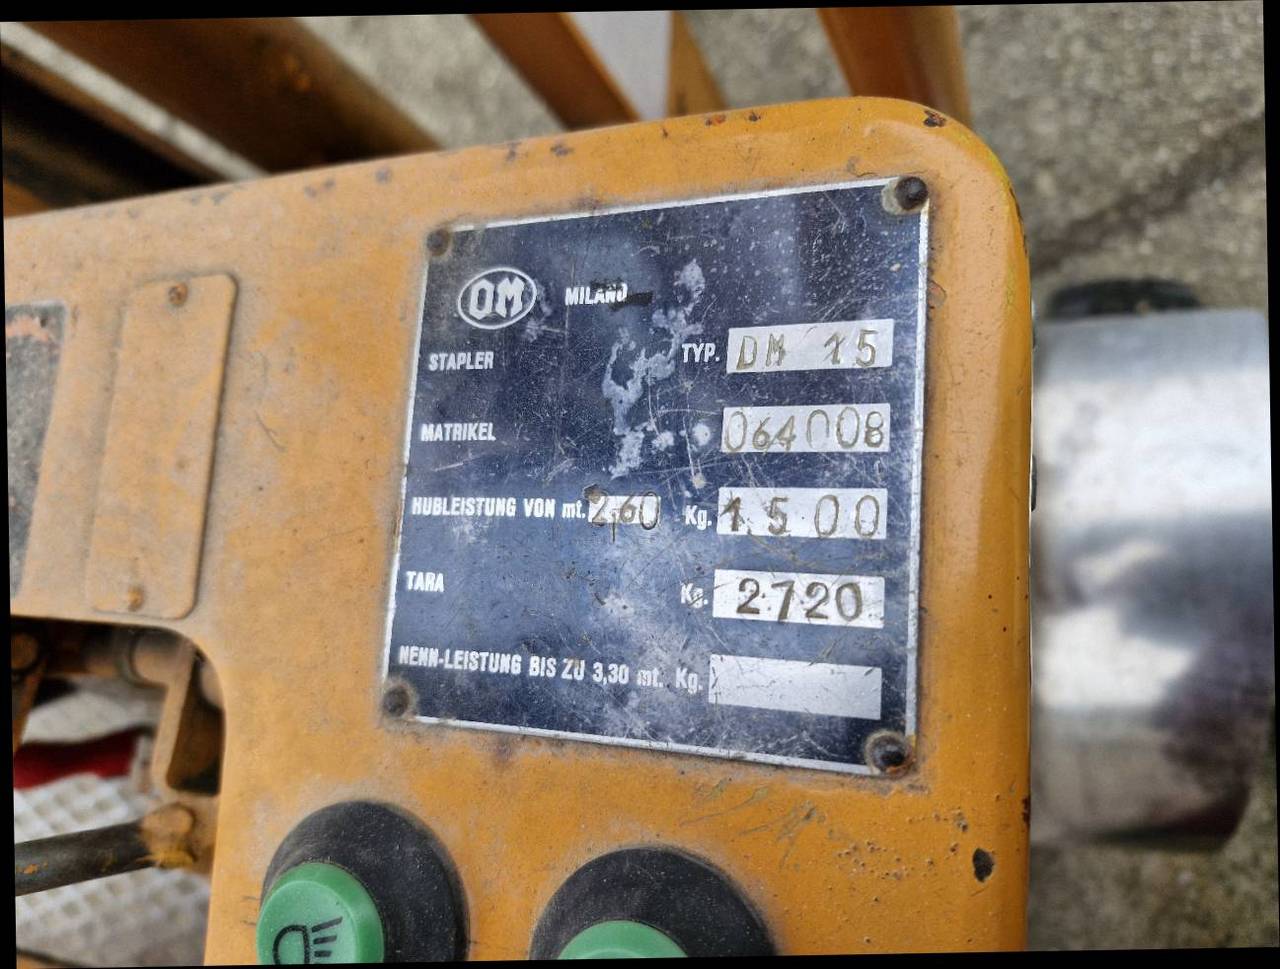 OM MILANO
STAPLER TYP. DM 15
MATRIKEL 064008
HUBLEISTUNG VON mt. 2,60 Kg. 1500
TARA Kg. 2720
NENN-LEISTUNG BIS ZU 3,30 mt. Kg.